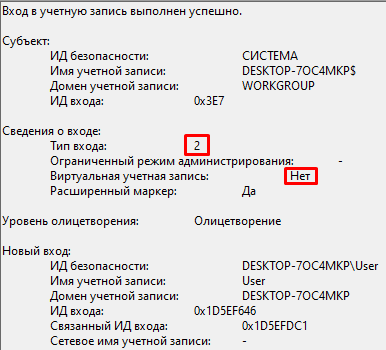 Вход в учетную запись выполнен успешно.
Субъект:
ИД безопасности: СИСТЕМА
Имя учетной записи: DESKTOP-7OC4MKP$
Домен учетной записи: WORKGROUP
ИД входа: 0x3E7
Сведения о входе:
Тип входа: 2
Ограниченный режим администрирования: -
Виртуальная учетная запись: Нет
Расширенный маркер: Да
Уровень олицетворения: Олицетворение
Новый вход:
ИД безопасности: DESKTOP-7OC4MKP\User
Имя учетной записи: User
Домен учетной записи: DESKTOP-7OC4MKP
ИД входа: 0x1D5EF646
Связанный ИД входа: 0x1D5EFDC1
Сетевое имя учетной записи: -